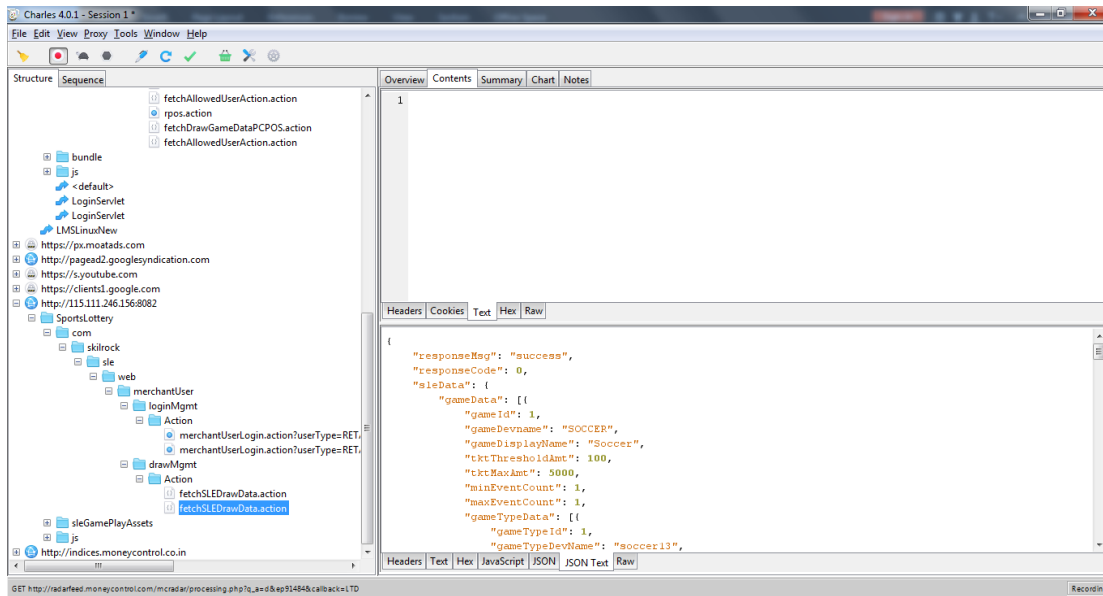 Charles 4.0.1 - Session 1 *
File Edit View Proxy Tools Window Help
Structure Sequence
fetchAllowedUserAction.action
rpos.action
fetchDrawGameDataPCPOS.action
fetchAllowedUserAction.action
bundle
js
<default>
LoginServlet
LoginServlet
LMSLinuxNew
https://px.moatads.com
http://pagead2.googlesyndication.com
https://s.youtube.com
https://clients1.google.com
http://115.111.246.156:8082
SportsLottery
com
skilrock
sle
web
merchantUser
loginMgmt
Action
merchantUserLogin.action?userType=RET
merchantUserLogin.action?userType=RET
drawMgmt
Action
fetchSLEDrawData.action
fetchSLEDrawData.action
sleGamePlayAssets
js
http://indices.moneycontrol.co.in
Overview Contents Summary Chart Notes
1
Headers Cookies Text Hex Raw
{
"responseMsg": "success",
"responseCode": 0,
"sleData": {
"gameData": [{
"gameId": 1,
"gameDevname": "SOCCER",
"gameDisplayName": "Soccer",
"tktThresholdAmt": 100,
"tktMaxAmt": 5000,
"minEventCount": 1,
"maxEventCount": 1,
"gameTypeData": [{
"gameTypeId": 1,
"gameTypeDevName": "soccer13",
Headers Text Hex JavaScript JSON JSON Text Raw
GET http://radarfeed.moneycontrol.com/mcradar/processing.php?q_a=d&ep91484&callback=LTD
Recordin